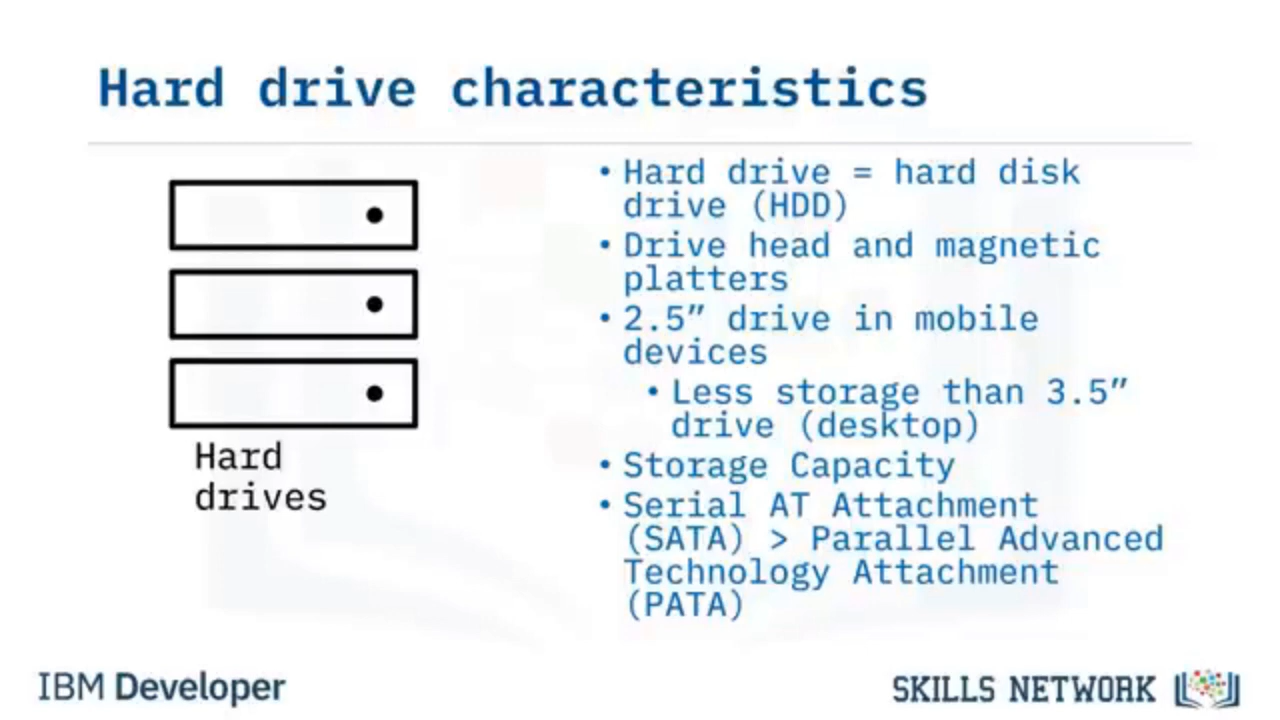 Hard drive characteristics
• Hard drive = hard disk
drive (HDD)
• Drive head and magnetic
platters
• 2.5” drive in mobile
devices
• Less storage than 3.5”
drive (desktop)
• Storage Capacity
• Serial AT Attachment
(SATA) > Parallel Advanced
Technology Attachment
(PATA)
Hard
drives
IBM Developer
SKILLS NETWORK